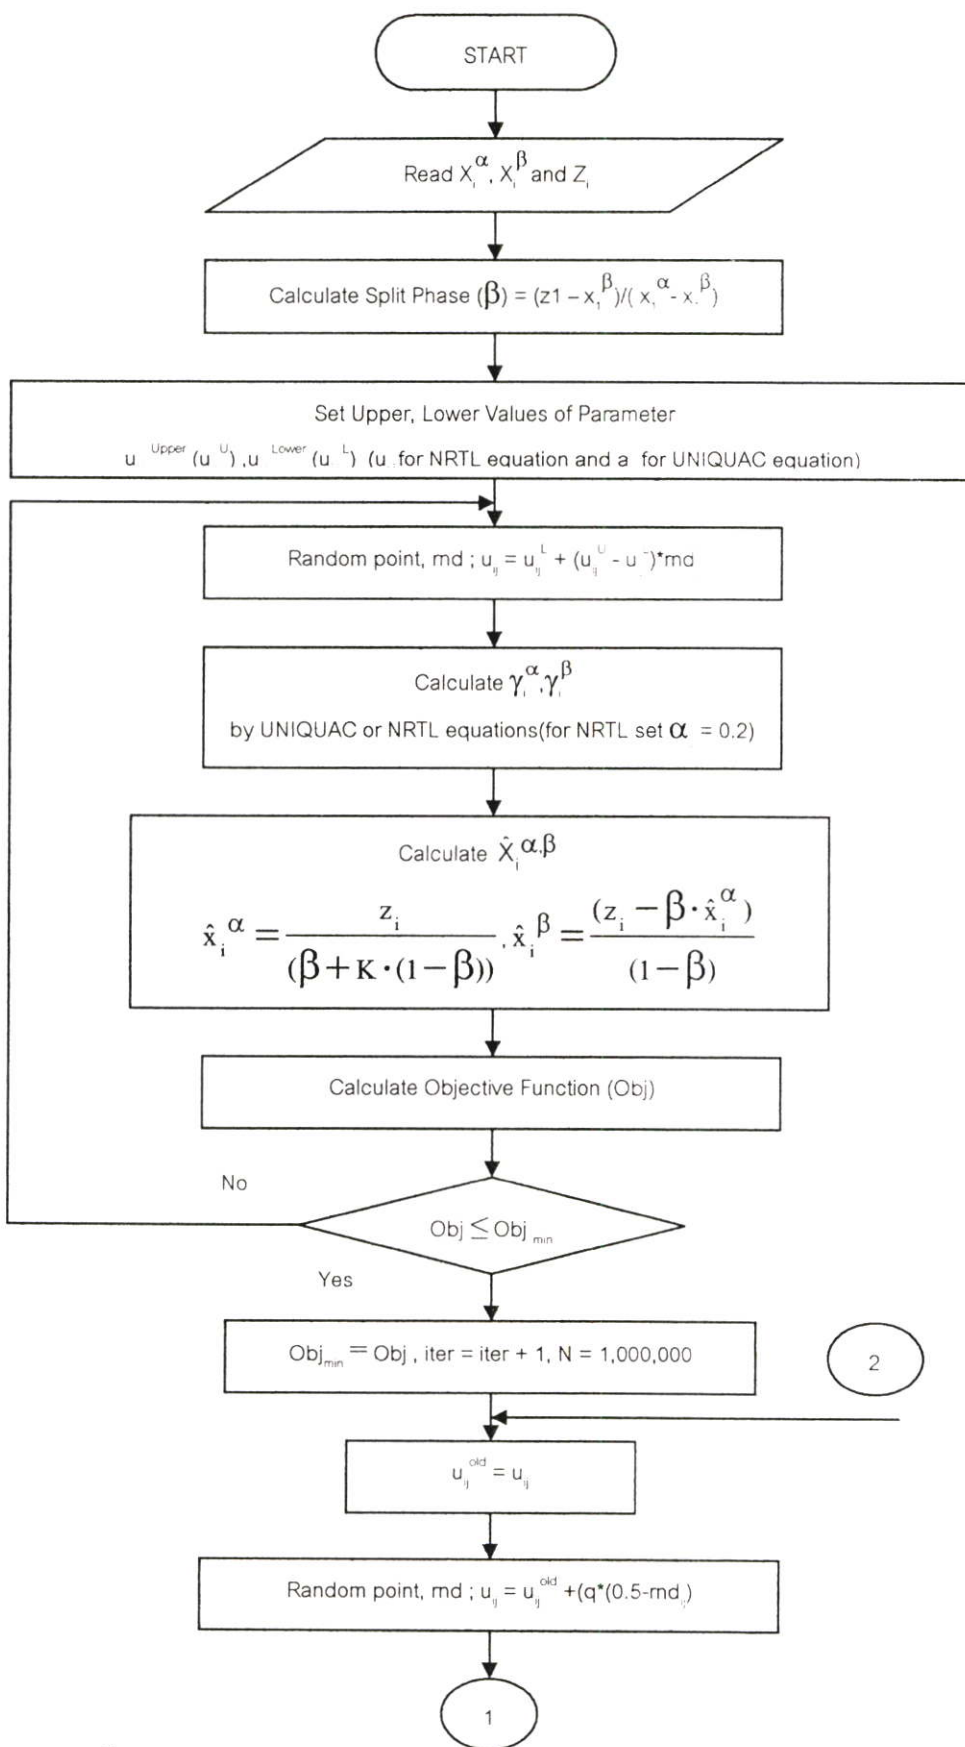 START
Read X_i^α, X_i^β and Z_i
Calculate Split Phase (β) = (z1 – x_1^β)/( x_1^α - x_1^β)
Set Upper, Lower Values of Parameter
u^Upper (u^U) , u^Lower (u^L) (u for NRTL equation and a for UNIQUAC equation)
Random point, rnd ; u_ij = u_ij^L + (u_ij^U - u^L)*rnd
Calculate γ_i^α, γ_i^β
by UNIQUAC or NRTL equations(for NRTL set α = 0.2)
Calculate X̂_i^α,β
x̂_i^α = z_i / (β + K · (1 − β)) , x̂_i^β = (z_i − β · x̂_i^α) / (1 − β)
Calculate Objective Function (Obj)
No
Obj ≤ Obj_min
Yes
Obj_min = Obj , iter = iter + 1, N = 1,000,000
2
u_ij^old = u_ij
Random point, rnd ; u_ij = u_ij^old +(q*(0.5-rnd_ij)
1